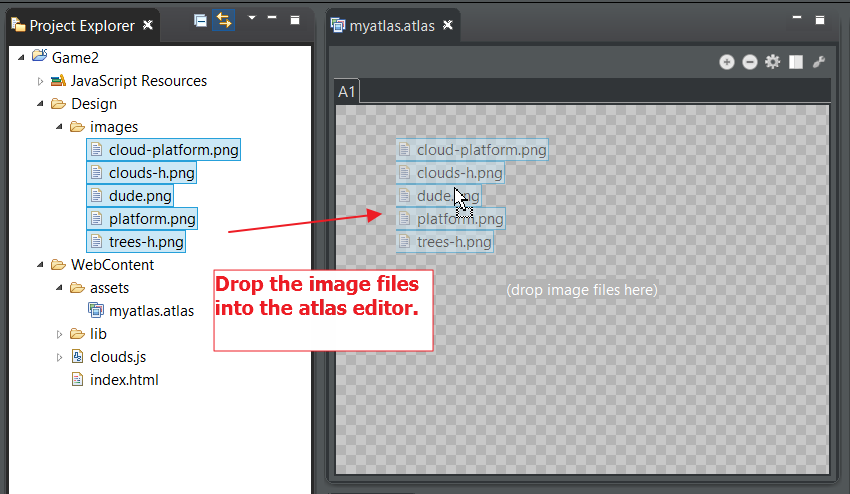 Project Explorer
Game2
JavaScript Resources
Design
images
cloud-platform.png
clouds-h.png
dude.png
platform.png
trees-h.png
WebContent
assets
myatlas.atlas
lib
clouds.js
index.html
Drop the image files
into the atlas editor.
myatlas.atlas
A1
cloud-platform.png
clouds-h.png
dude.png
platform.png
trees-h.png
(drop image files here)